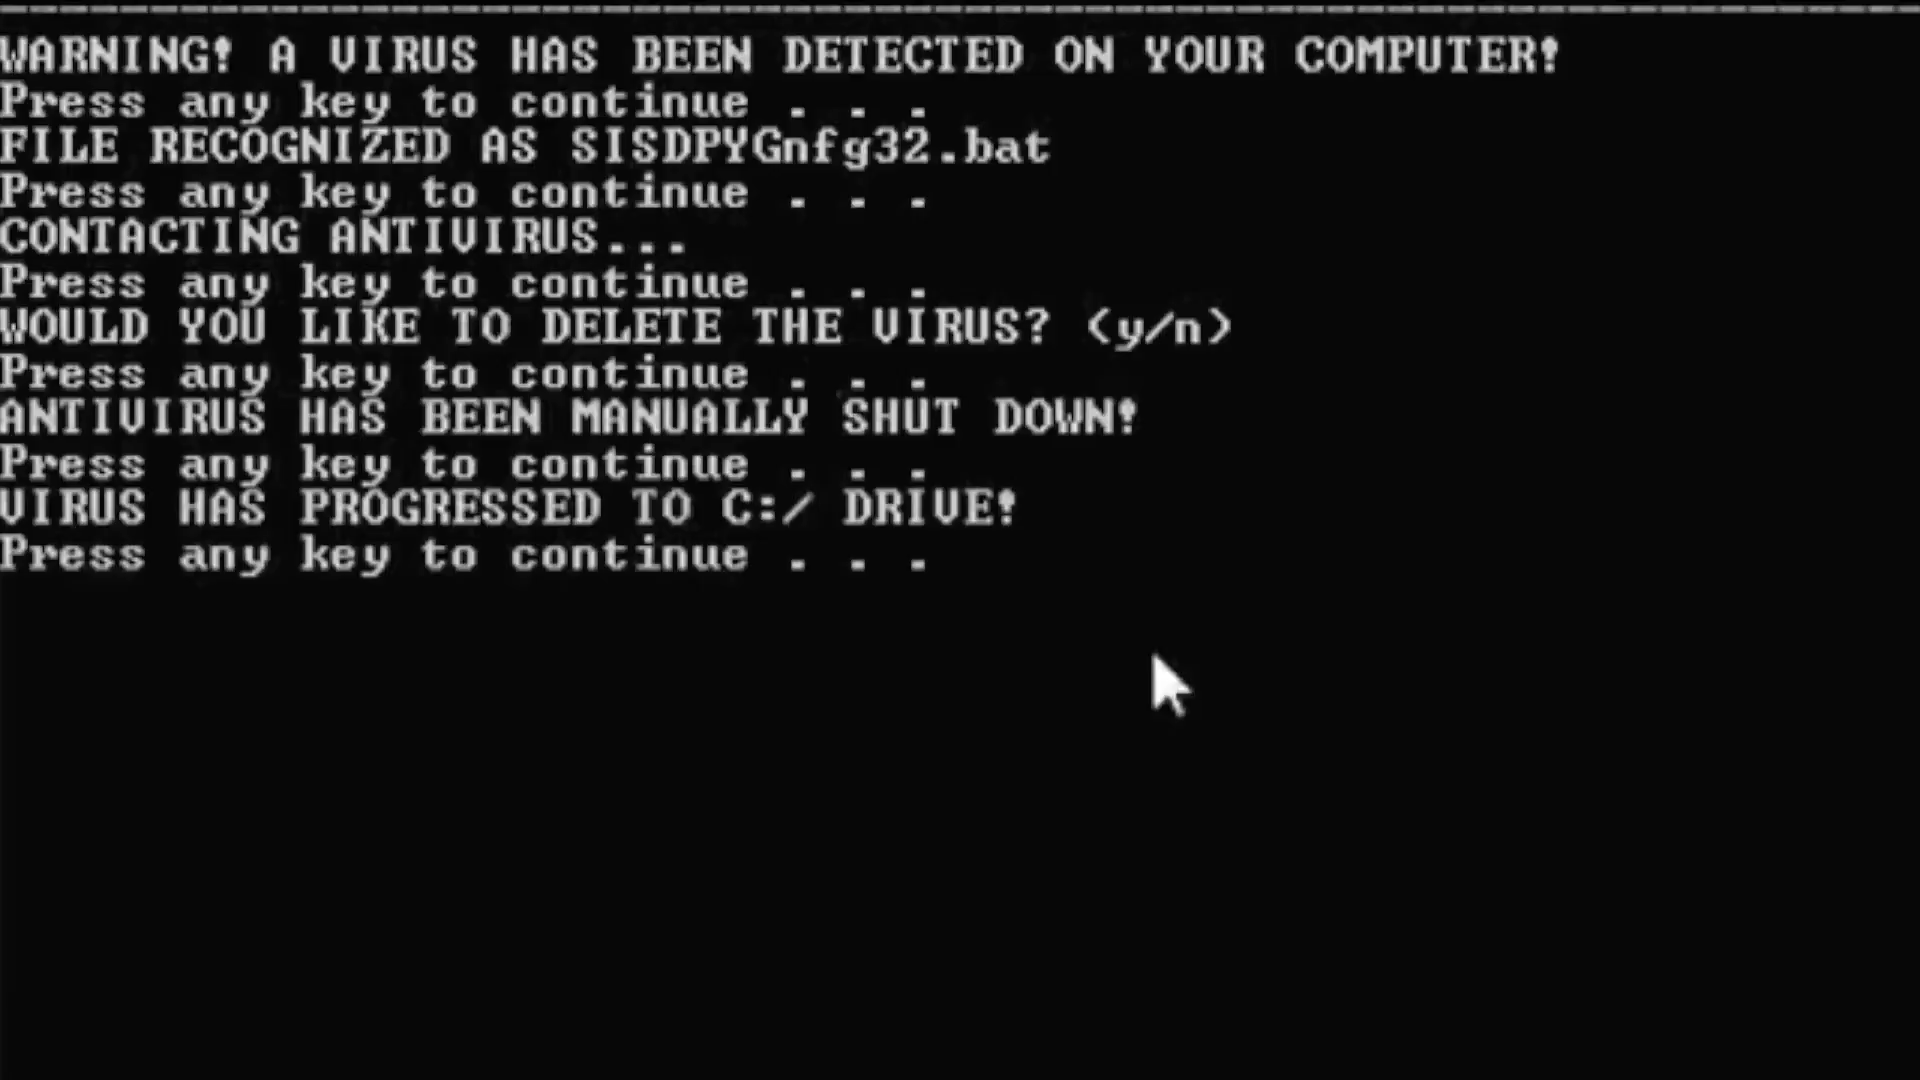 WARNING! A VIRUS HAS BEEN DETECTED ON YOUR COMPUTER!
Press any key to continue . . .
FILE RECOGNIZED AS SISDPYGnfg32.bat
Press any key to continue . . .
CONTACTING ANTIVIRUS...
Press any key to continue . . .
WOULD YOU LIKE TO DELETE THE VIRUS? (y/n)
Press any key to continue . . .
ANTIVIRUS HAS BEEN MANUALLY SHUT DOWN!
Press any key to continue . . .
VIRUS HAS PROGRESSED TO C:/ DRIVE!
Press any key to continue . . .